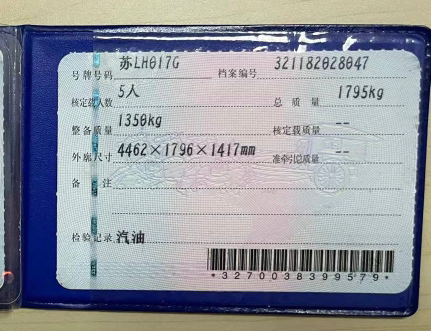 号牌号码 苏LH017G 档案编号 321182028047
核定载人数 5人 总质量 1795kg
整备质量 1350kg 核定载质量 --
外廓尺寸 4462×1796×1417mm 准牵引总质量 --
备注
检验记录 汽油
*3270038399579*